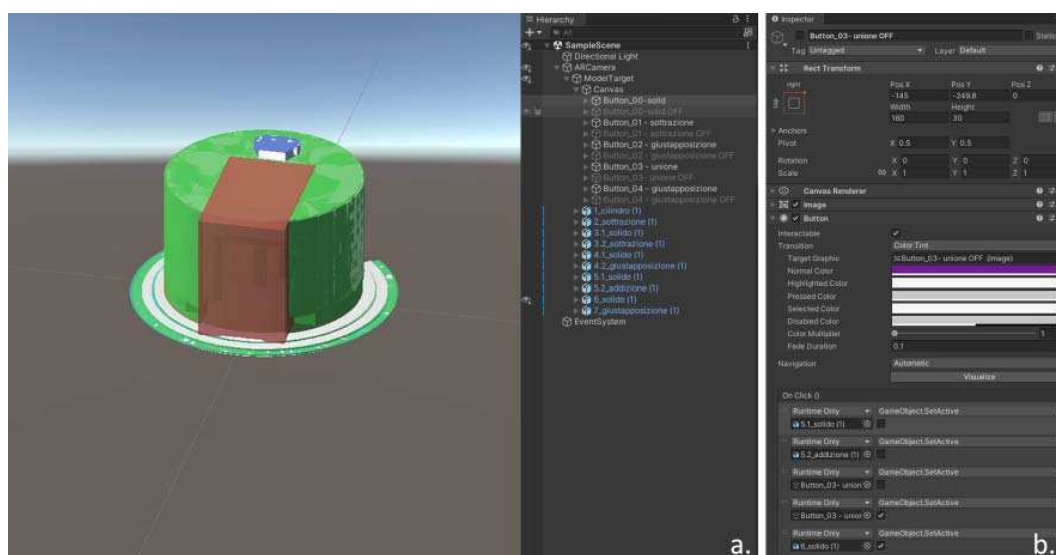 Hierarchy
All
SampleScene
Directional Light
ARCamera
ModelTarget
Canvas
Button_00-solid
Button_00-solid OFF
Button_01 - sottrazione
Button_01 - sottrazione OFF
Button_02 - giustapposizione
Button_02 - giustapposizione OFF
Button_03 - unione
Button_03- unione OFF
Button_04 - giustapposizione
Button_04 - giustapposizione OFF
1_cilindro (1)
2_sottrazione (1)
3.1_solido (1)
3.2_sottrazione (1)
4.1_solido (1)
4.2_giustapposizione (1)
5.1_solido (1)
5.2_addizione (1)
6_solido (1)
7_giustapposizione (1)
EventSystem
a.
Inspector
Button_03- unione OFF Static
Tag Untagged Layer Default
Rect Transform
right Pos X Pos Y Pos Z
top -145 -249.8 0
Width Height
160 30
Anchors
Pivot X 0.5 Y 0.5
Rotation X 0 Y 0 Z 0
Scale X 1 Y 1 Z 1
Canvas Renderer
Image
Button
Interactable
Transition Color Tint
Target Graphic Button_03- unione OFF (Image)
Normal Color
Highlighted Color
Pressed Color
Selected Color
Disabled Color
Color Multiplier 1
Fade Duration 0.1
Navigation Automatic
Visualize
On Click ()
Runtime Only GameObject.SetActive
5.1_solido (1)
Runtime Only GameObject.SetActive
5.2_addizione (1)
Runtime Only GameObject.SetActive
Button_03- union
Runtime Only GameObject.SetActive
Button_03 - unior
Runtime Only GameObject.SetActive
6_solido (1)
b.